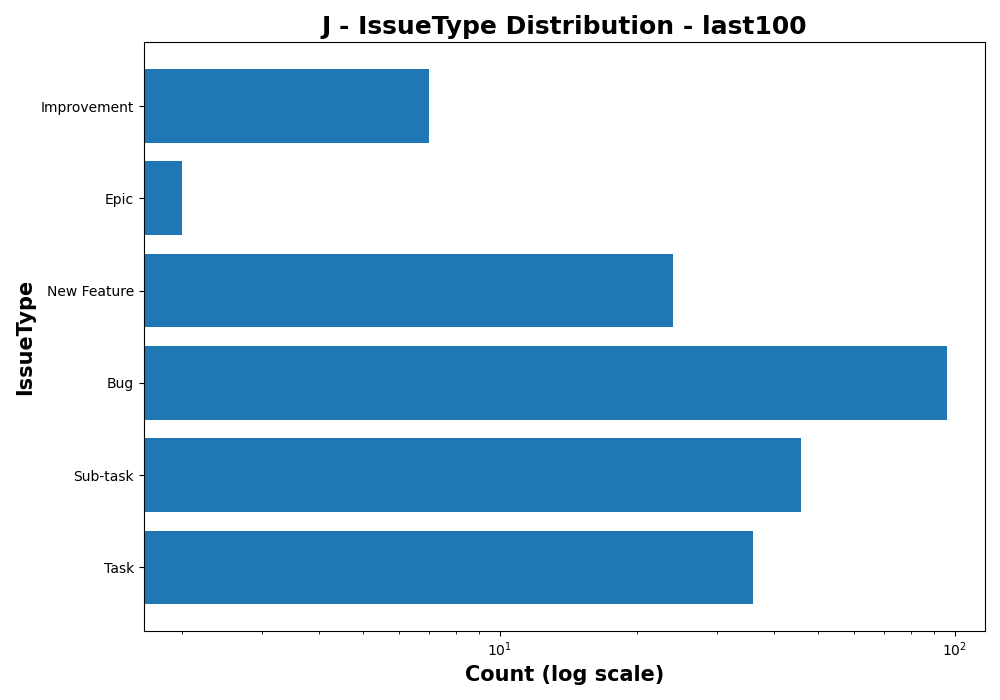 J - IssueType Distribution - last100
IssueType
Improvement
Epic
New Feature
Bug
Sub-task
Task
10¹
10²
Count (log scale)